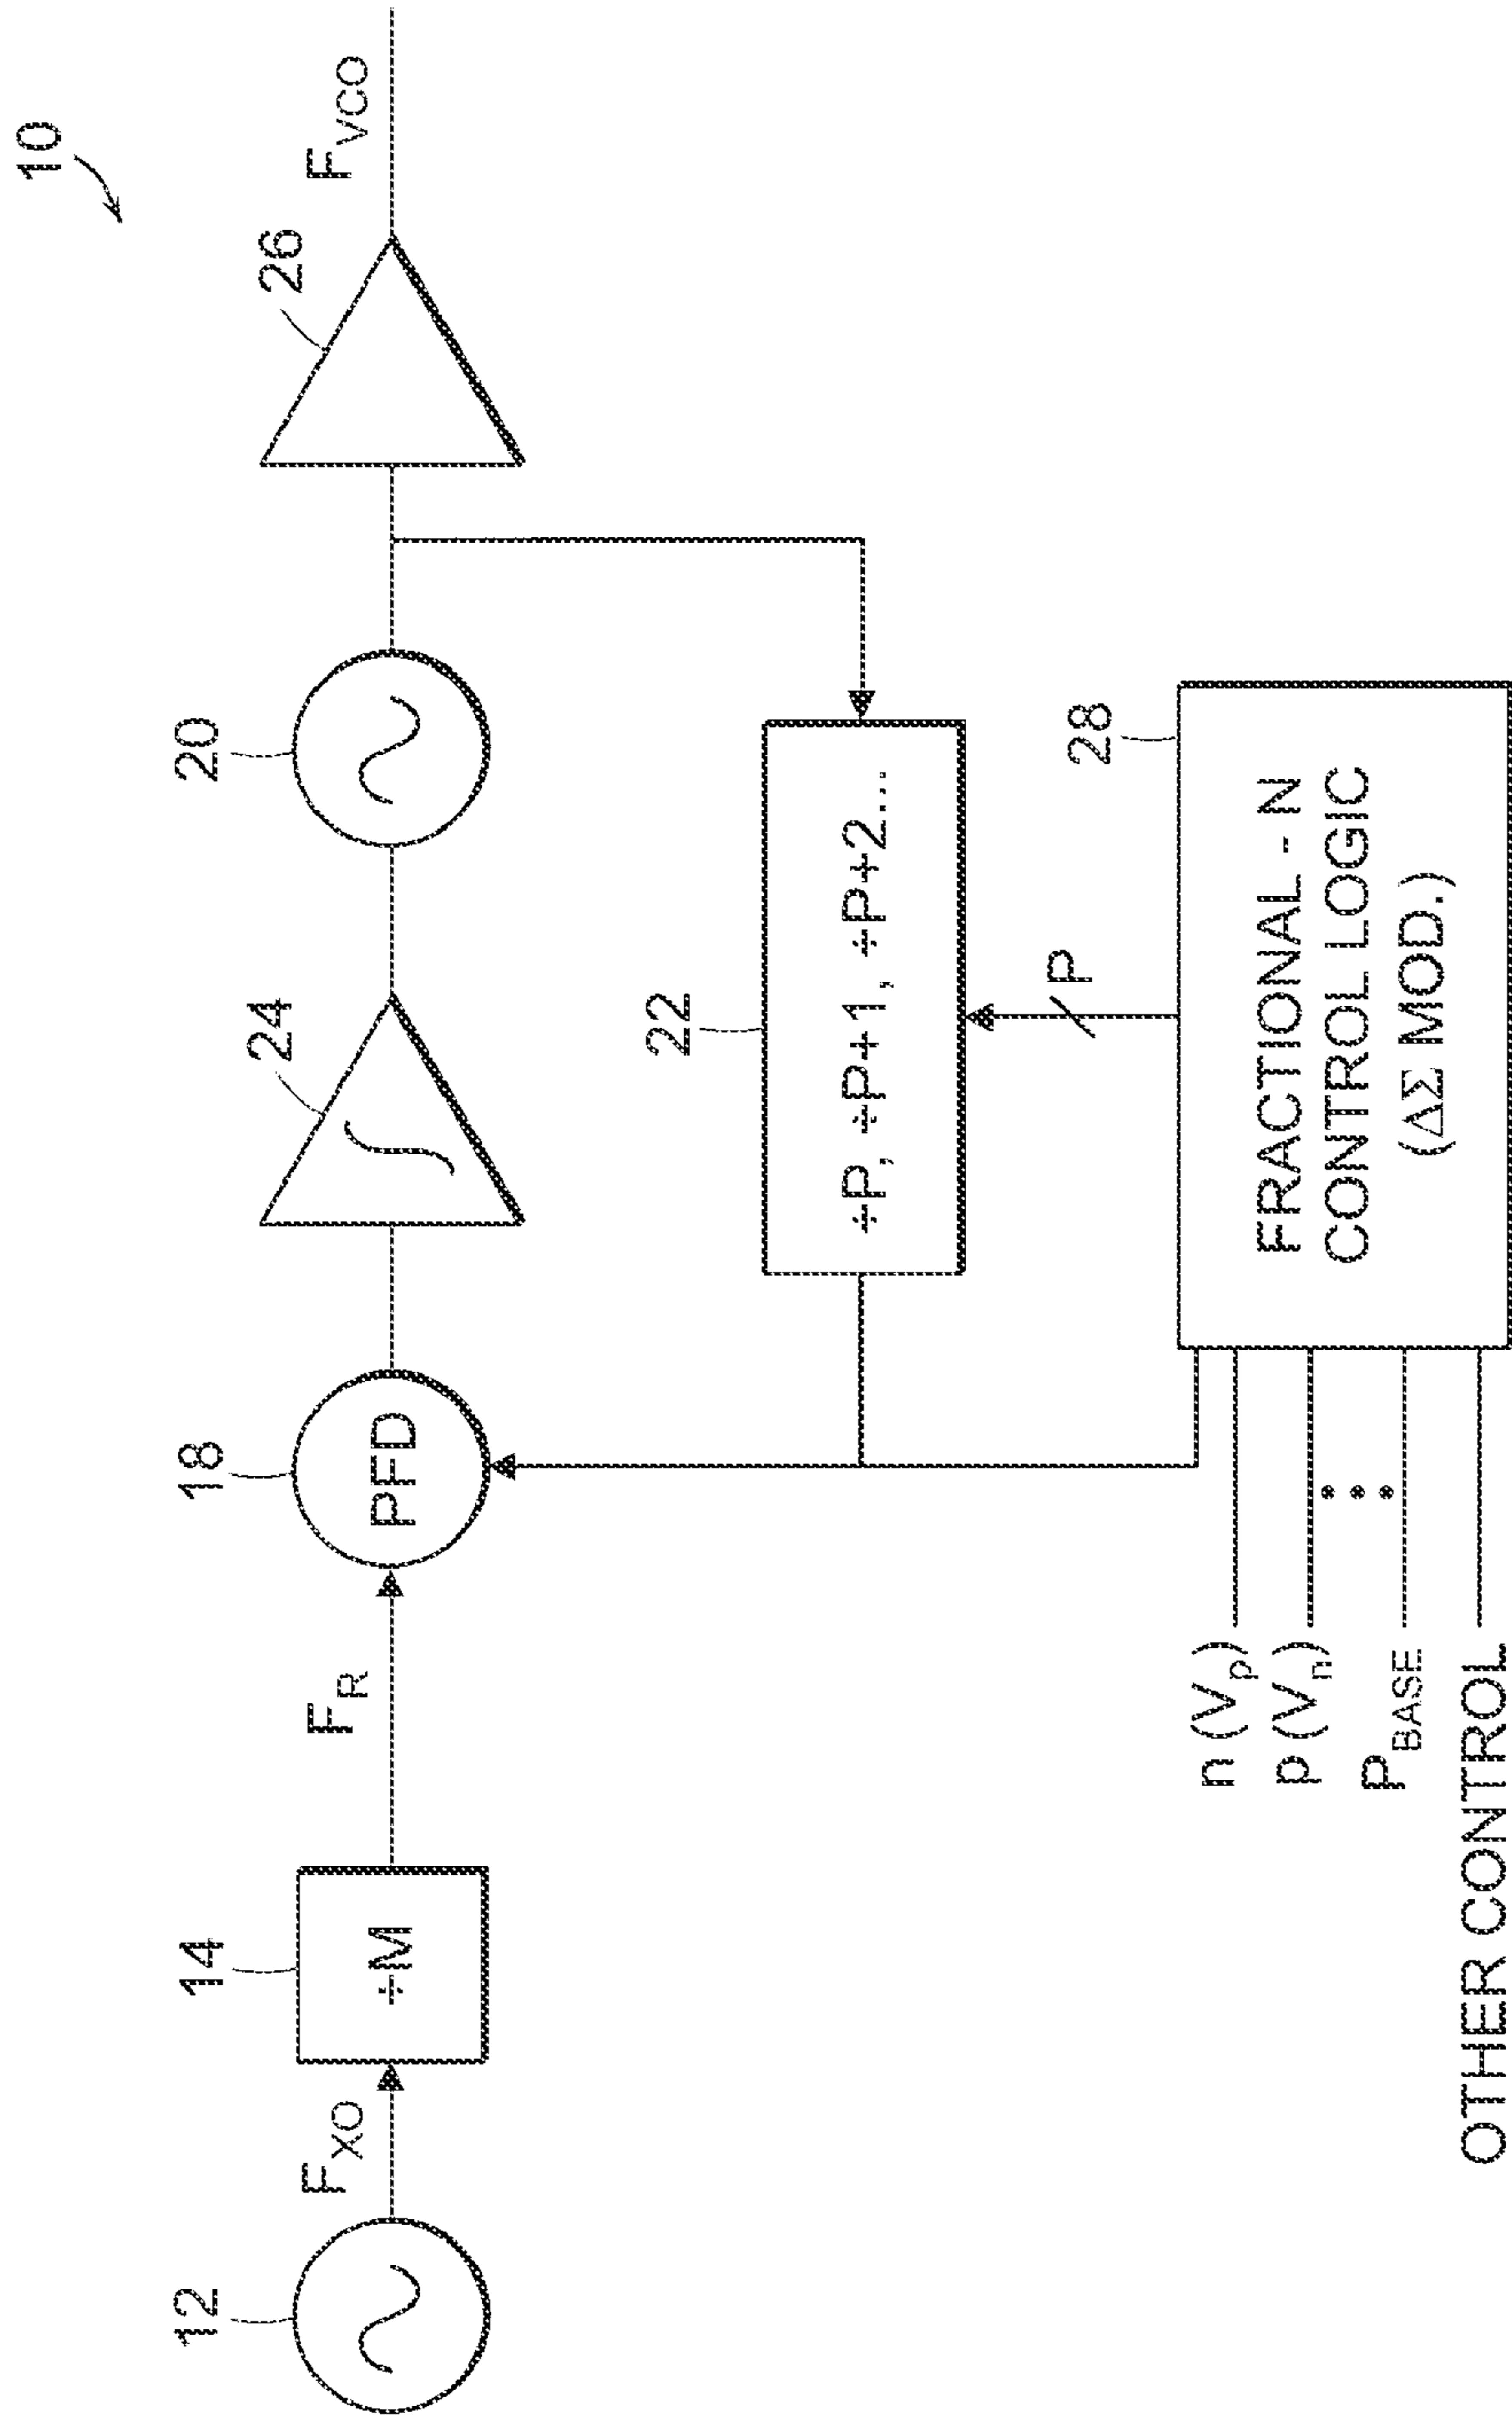 10
12
F_XO
14
÷M
F_R
18
PFD
24
20
26
F_VCO
22
÷P, ÷P+1, ÷P+2...
P
28
FRACTIONAL - N
CONTROL LOGIC
(ΔΣ MOD.)
n (V_p)
p (V_n)
P_BASE
OTHER CONTROL